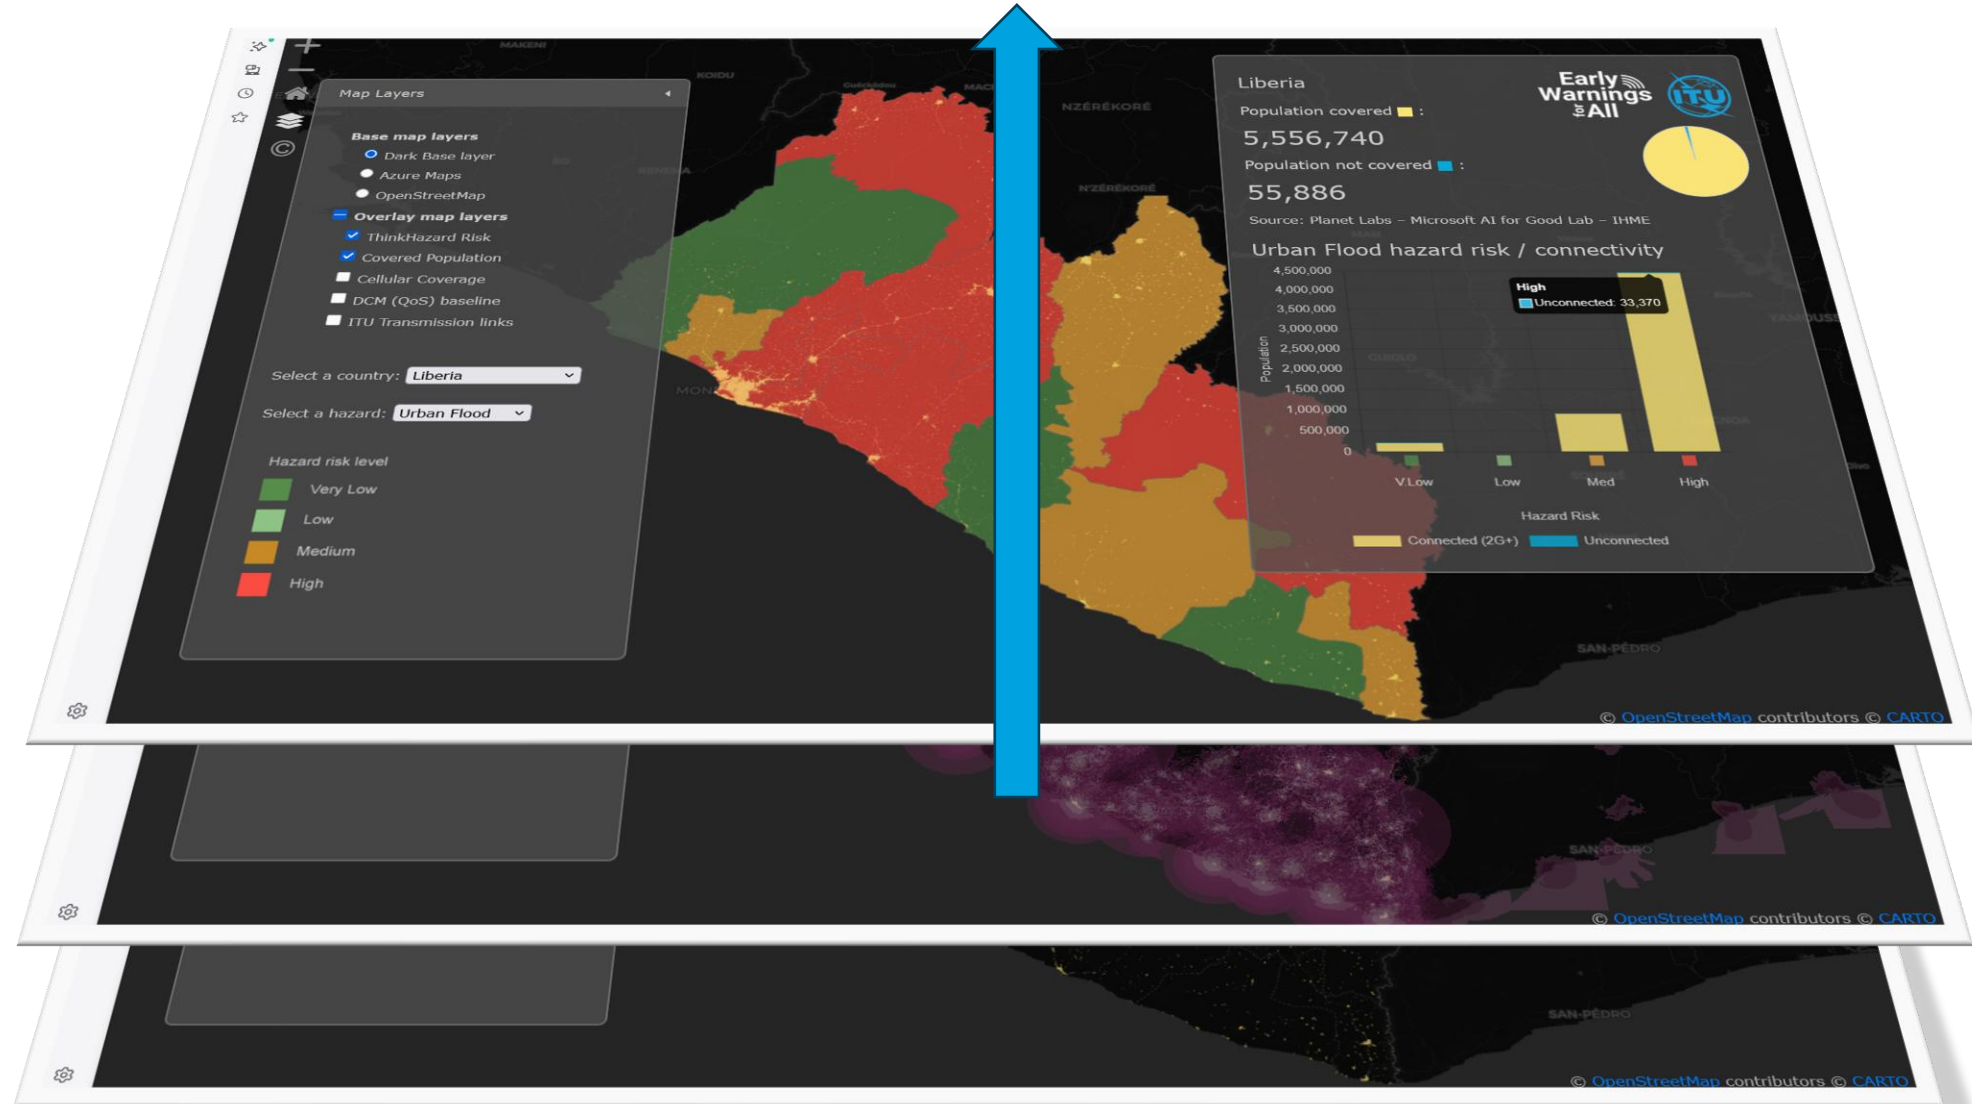 MAKENI
KOIDU
NZÉRÉKORÉ
N'ZÉRÉKORÉ
Map Layers
Base map layers
Dark Base layer
Azure Maps
OpenStreetMap
Overlay map layers
ThinkHazard Risk
Covered Population
Cellular Coverage
DCM (QoS) baseline
ITU Transmission links
Select a country: Liberia
Select a hazard: Urban Flood
Hazard risk level
Very Low
Low
Medium
High
Liberia
Early
Warnings
for
All
ITU
Population covered :
5,556,740
Population not covered :
55,886
Source: Planet Labs – Microsoft AI for Good Lab – IHME
Urban Flood hazard risk / connectivity
4,500,000
4,000,000
3,500,000
3,000,000
2,500,000
2,000,000
1,500,000
1,000,000
500,000
0
Population
High
Unconnected: 33,370
V.Low Low Med High
Hazard Risk
Connected (2G+) Unconnected
SAN-PÉDRO
© OpenStreetMap contributors © CARTO
SAN-PÉDRO
© OpenStreetMap contributors © CARTO
SAN-PÉDRO
© OpenStreetMap contributors © CARTO